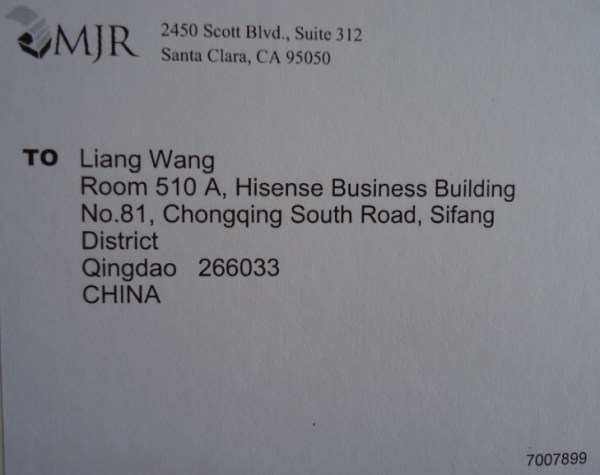 MJR
2450 Scott Blvd., Suite 312
Santa Clara, CA 95050
TO Liang Wang
Room 510 A, Hisense Business Building
No.81, Chongqing South Road, Sifang
District
Qingdao 266033
CHINA
7007899